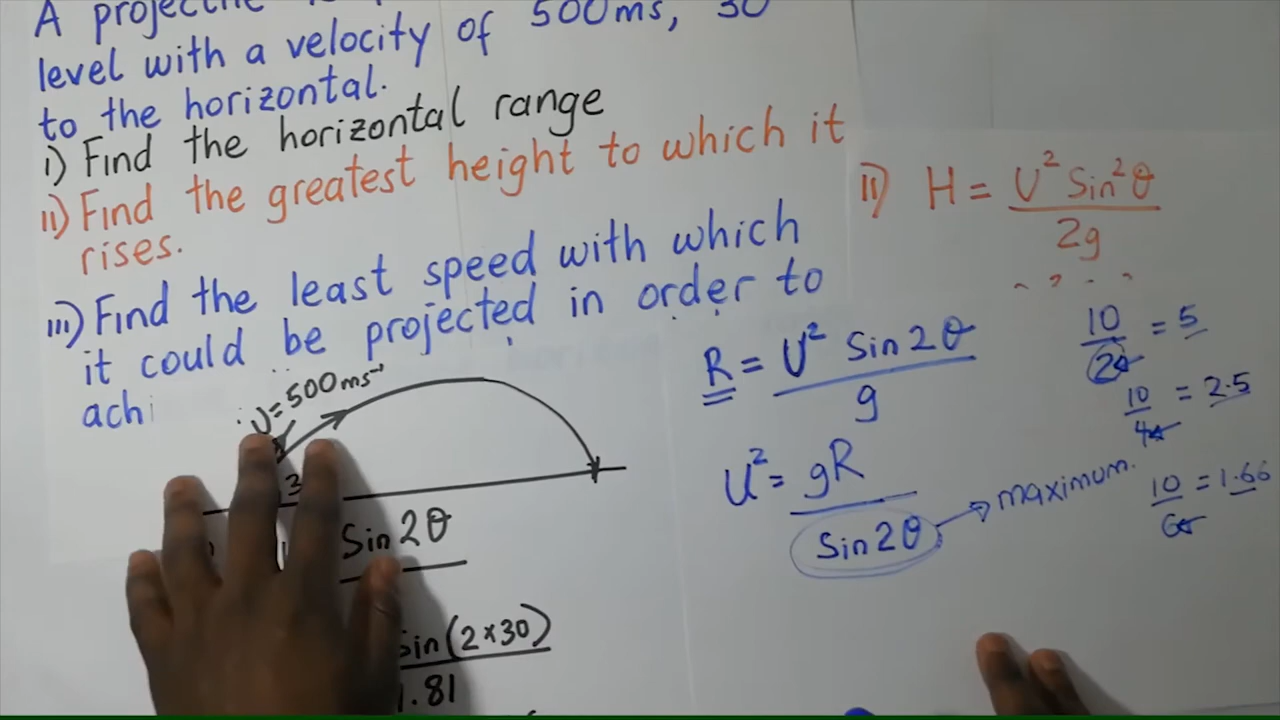 A projectile
level with a velocity of 500ms, 30
to the horizontal.
i) Find the horizontal range
ii) Find the greatest height to which it
rises.
iii) Find the least speed with which
it could be projected in order to
achi
U = 500ms⁻¹
3
Sin 2θ
Sin (2×30)
.81
ii) H = U² Sin²θ
2g
R = U² Sin 2θ
g
U² = gR
Sin 2θ → maximum.
10
2 = 5
10
4 = 2.5
10
6 = 1.66